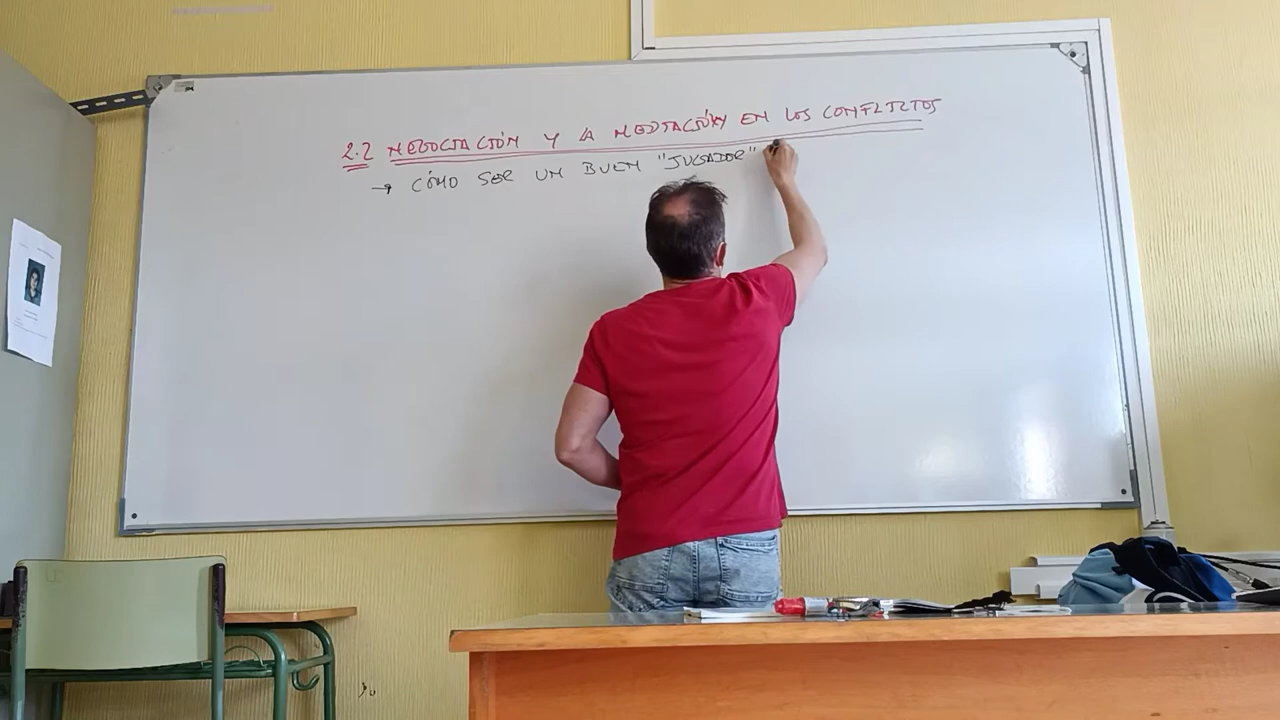 2.2 NEGOCIACIÓN Y LA MEDIACIÓN EN LOS CONFLICTOS
→ CÓMO SER UN BUEN "JUGADOR"